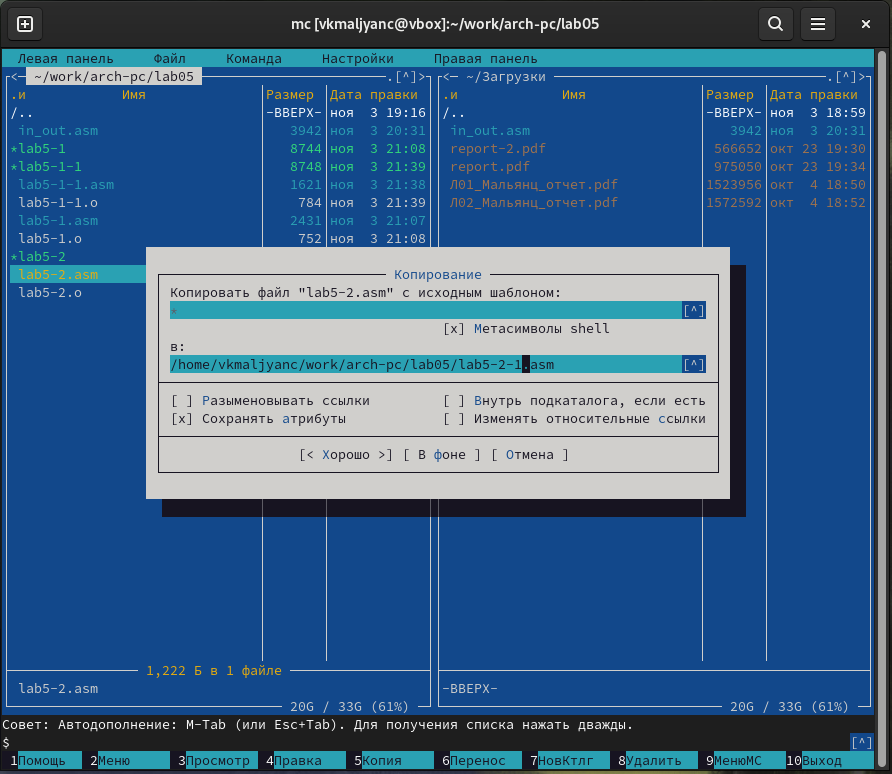 mc [vkmaljyanc@vbox]:~/work/arch-pc/lab05
Левая панель Файл Команда Настройки Правая панель
<─ ~/work/arch-pc/lab05 .[^]> <─ ~/Загрузки .[^]>
.и Имя Размер Дата правки .и Имя Размер Дата правки
/.. -ВВЕРХ- ноя 3 19:16 /.. -ВВЕРХ- ноя 3 18:59
in_out.asm 3942 ноя 3 20:31 in_out.asm 3942 ноя 3 20:31
*lab5-1 8744 ноя 3 21:08 report-2.pdf 566652 окт 23 19:30
*lab5-1-1 8748 ноя 3 21:39 report.pdf 975050 окт 23 19:34
lab5-1-1.asm 1621 ноя 3 21:38 Л01_Мальянц_отчет.pdf 1523956 окт 4 18:50
lab5-1-1.o 784 ноя 3 21:39 Л02_Мальянц_отчет.pdf 1572592 окт 4 18:52
lab5-1.asm 2431 ноя 3 21:07
lab5-1.o 752 ноя 3 21:08
*lab5-2
lab5-2.asm
lab5-2.o
Копирование
Копировать файл "lab5-2.asm" с исходным шаблоном:
* [^]
[x] Метасимволы shell
в:
/home/vkmaljyanc/work/arch-pc/lab05/lab5-2-1.asm [^]
[ ] Разыменовывать ссылки [ ] Внутрь подкаталога, если есть
[x] Сохранять атрибуты [ ] Изменять относительные ссылки
[< Хорошо >] [ В фоне ] [ Отмена ]
1,222 Б в 1 файле
lab5-2.asm -ВВЕРХ-
20G / 33G (61%) 20G / 33G (61%)
Совет: Автодополнение: M-Tab (или Esc+Tab). Для получения списка нажать дважды.
$ [^]
1Помощь 2Меню 3Просмотр 4Правка 5Копия 6Перенос 7НовКтлг 8Удалить 9МенюMC 10Выход